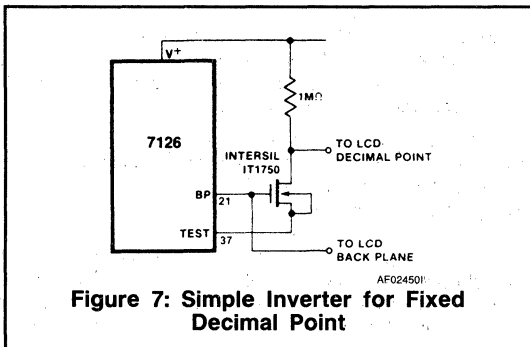 V+
1MΩ
7126
TO LCD
DECIMAL POINT
INTERSIL
IT1750
BP
21
TEST
37
TO LCD
BACK PLANE
AF02450I
Figure 7: Simple Inverter for Fixed
Decimal Point